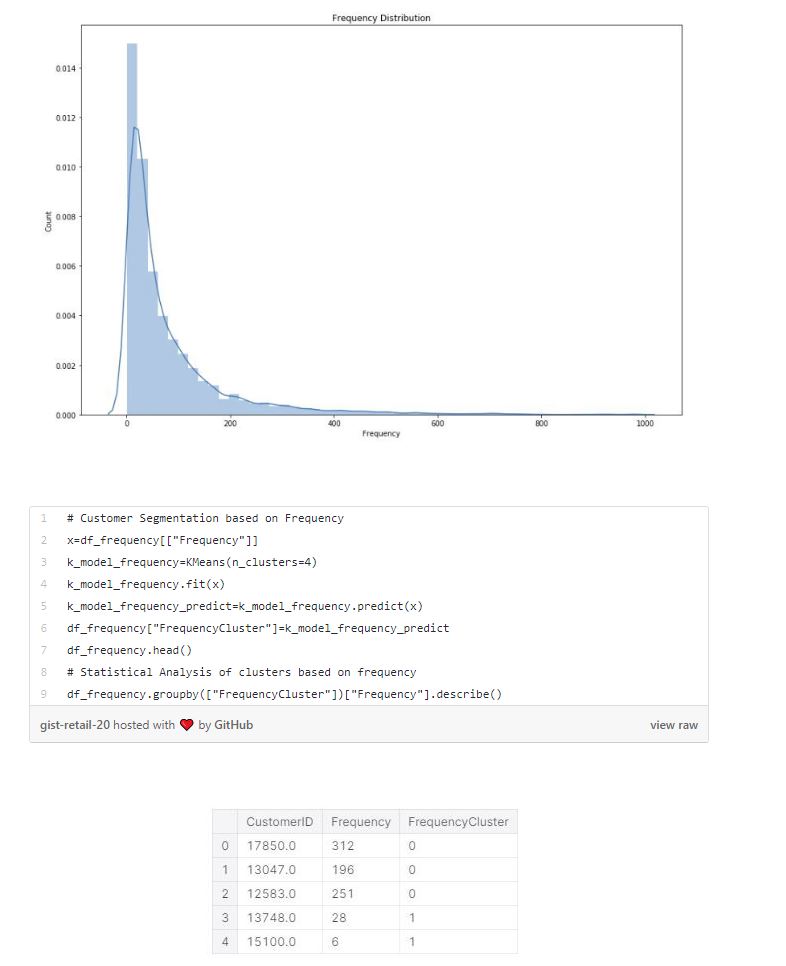 Frequency Distribution
0.014
0.012
0.010
0.008
0.006
0.004
0.002
0.000
Count
0 200 400 600 800 1000
Frequency
1 # Customer Segmentation based on Frequency
2 x=df_frequency[["Frequency"]]
3 k_model_frequency=KMeans(n_clusters=4)
4 k_model_frequency.fit(x)
5 k_model_frequency_predict=k_model_frequency.predict(x)
6 df_frequency["FrequencyCluster"]=k_model_frequency_predict
7 df_frequency.head()
8 # Statistical Analysis of clusters based on frequency
9 df_frequency.groupby(["FrequencyCluster"])["Frequency"].describe()
gist-retail-20 hosted with ❤ by GitHub view raw
CustomerID Frequency FrequencyCluster
0 17850.0 312 0
1 13047.0 196 0
2 12583.0 251 0
3 13748.0 28 1
4 15100.0 6 1